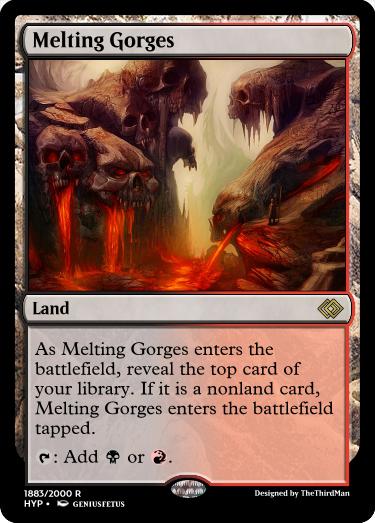 Melting Gorges
Land
As Melting Gorges enters the
battlefield, reveal the top card of
your library. If it is a nonland card,
Melting Gorges enters the battlefield
tapped.
: Add or .
1883/2000 R
HYP • GENIUSFETUS
Designed by TheThirdMan